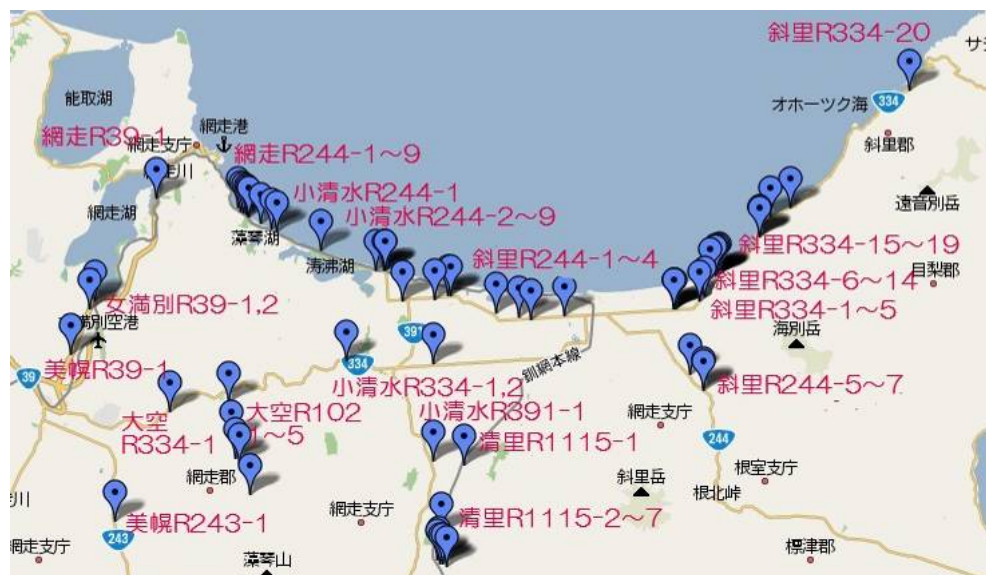 斜里R334-20
サシ
能取湖
オホーツク海
334
網走港
網走R39-1
網走支庁
斜里郡
網走R244-1〜9
走川
小清水R244-1
遠音別岳
網走湖
小清水R244-2〜9
藻琴湖
斜里R334-15〜19
濤沸湖
斜里R244-1〜4
目梨郡
斜里R334-6〜14
女満別R39-1,2
斜里R334-1〜5
満別空港
391
海別岳
美幌R39-1
334
釧網本線
39
小清水R334-1,2
斜里R244-5〜7
大空
R334-1
大空R102
1〜5
小清水R391-1
網走支庁
清里R1115-1
244
網走郡
斜里岳
根室支庁
根北峠
川
美幌R243-1
網走支庁
清里R1115-2〜7
243
網走支庁
藻琴山
標津郡